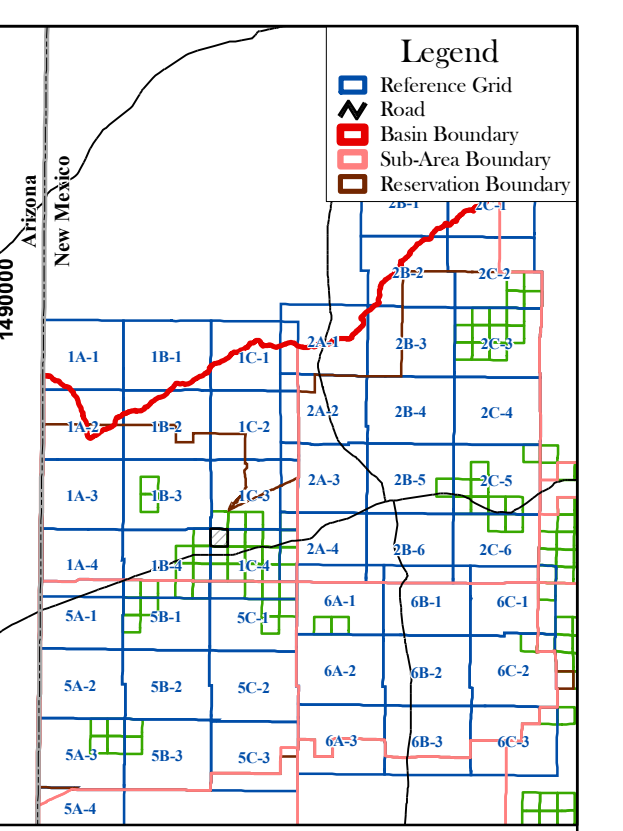 Legend
Reference Grid
Road
Basin Boundary
Sub-Area Boundary
Reservation Boundary
Arizona
New Mexico
1490000
2B-1 2C-1
2B-2 2C-2
2A-1 2B-3 2C-3
1A-1 1B-1 1C-1
2A-2 2B-4 2C-4
1A-2 1B-2 1C-2
2A-3 2B-5 2C-5
1A-3 1B-3 1C-3
2A-4 2B-6 2C-6
1A-4 1B-4 1C-4
6A-1 6B-1 6C-1
5A-1 5B-1 5C-1
6A-2 6B-2 6C-2
5A-2 5B-2 5C-2
6A-3 6B-3 6C-3
5A-3 5B-3 5C-3
5A-4